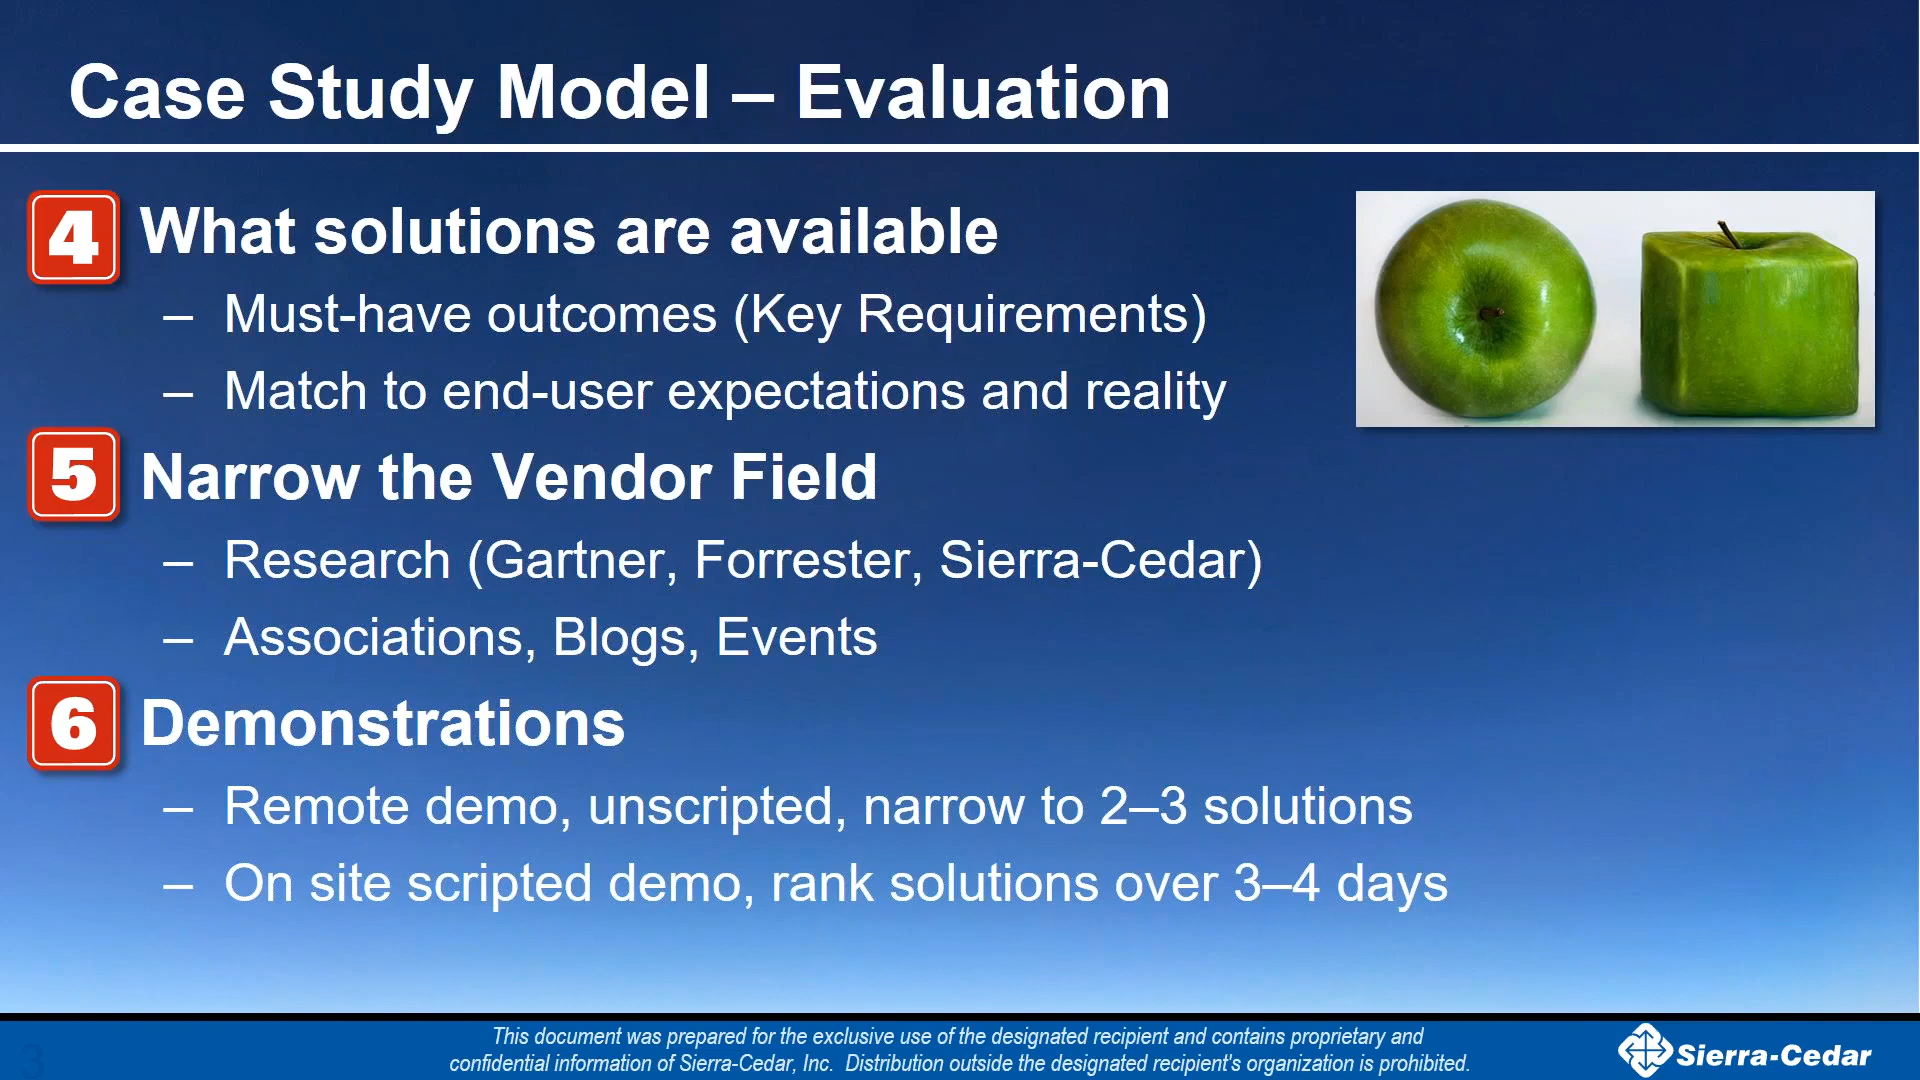 Case Study Model – Evaluation
4 What solutions are available
– Must-have outcomes (Key Requirements)
– Match to end-user expectations and reality
5 Narrow the Vendor Field
– Research (Gartner, Forrester, Sierra-Cedar)
– Associations, Blogs, Events
6 Demonstrations
– Remote demo, unscripted, narrow to 2–3 solutions
– On site scripted demo, rank solutions over 3–4 days
This document was prepared for the exclusive use of the designated recipient and contains proprietary and
confidential information of Sierra-Cedar, Inc. Distribution outside the designated recipient's organization is prohibited.
3
Sierra-Cedar